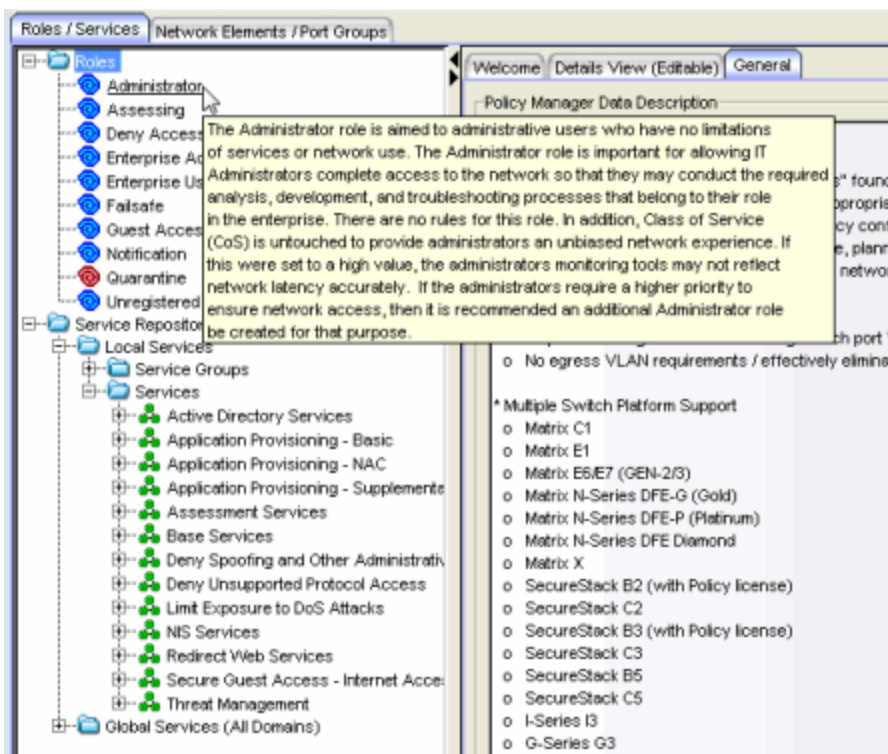 Roles / Services
Network Elements / Port Groups
Roles
Administrator
Assessing
Deny Access
Enterprise
Enterprise
Failsafe
Guest
Notification
Quarantine
Unregistered
Service
Local Services
Service Groups
Services
Active Directory Services
Application Provisioning - Basic
Application Provisioning - NAC
Application Provisioning -
Assessment Services
Base Services
Deny Spoofing and Other
Deny Unsupported Protocol Access
Limit Exposure to DoS Attacks
NIS Services
Redirect Web Services
Secure Guest Access - Internet
Threat Management
Global Services (All Domains)
The Administrator role is aimed to administrative users who have no limitations
of services or network use. The Administrator role is important for allowing IT
Administrators complete access to the network so that they may conduct the required
analysis, development, and troubleshooting processes that belong to their role
in the enterprise. There are no rules for this role. In addition, Class of Service
(CoS) is untouched to provide administrators an unbiased network experience. If
this were set to a high value, the administrators monitoring tools may not reflect
network latency accurately. If the administrators require a higher priority to
ensure network access, then it is recommended an additional Administrator role
be created for that purpose.
Welcome
Details View (Editable)
General
Policy Manager Data Description
o No egress VLAN requirements / effectively
* Multiple Switch Platform Support
o Matrix C1
o Matrix E1
o Matrix E6/E7 (GEN-2/3)
o Matrix N-Series DFE-G (Gold)
o Matrix N-Series DFE-P (Platinum)
o Matrix N-Series DFE Diamond
o Matrix X
o SecureStack B2 (with Policy license)
o SecureStack C2
o SecureStack B3 (with Policy license)
o SecureStack C3
o SecureStack B5
o SecureStack C5
o I-Series I3
o G-Series G3